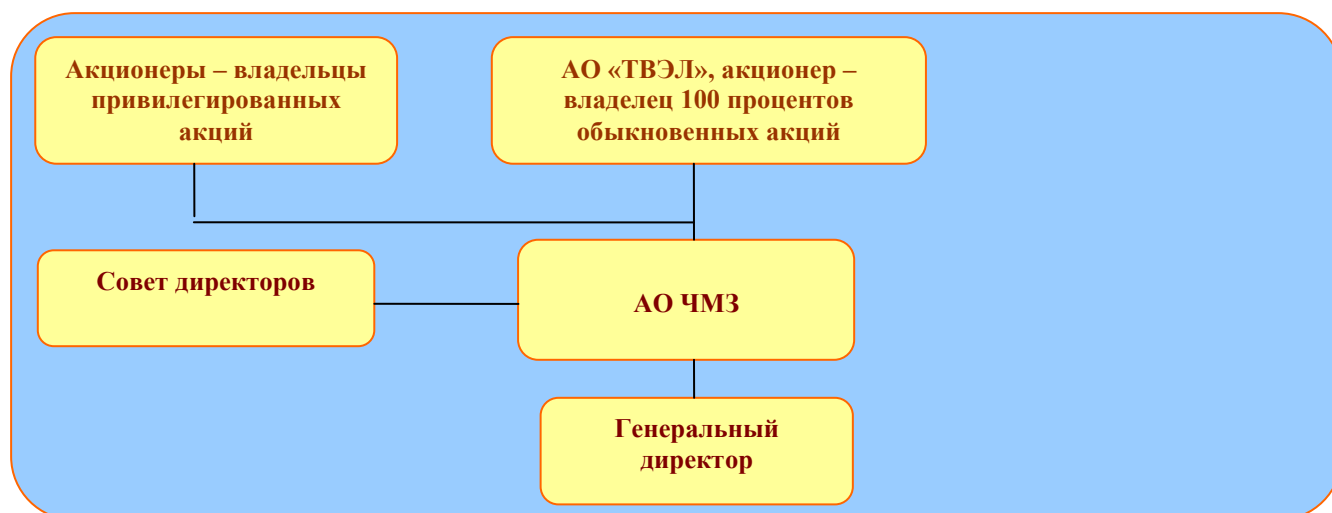 Акционеры – владельцы
привилегированных
акций
АО «ТВЭЛ», акционер –
владелец 100 процентов
обыкновенных акций
Совет директоров
АО ЧМЗ
Генеральный
директор